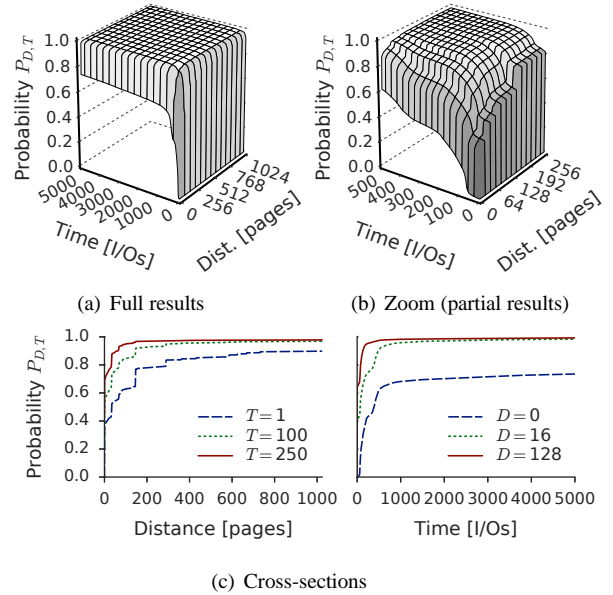 Probability P_{D,T}
1.0
0.8
0.6
0.4
0.2
0.0
5000
4000
3000
2000
1000
0
Time [I/Os]
0
256
512
768
1024
Dist. [pages]
(a) Full results
Probability P_{D,T}
1.0
0.8
0.6
0.4
0.2
0.0
500
400
300
200
100
0
Time [I/Os]
0
64
128
192
256
Dist. [pages]
(b) Zoom (partial results)
Probability P_{D,T}
1.0
0.8
0.6
0.4
0.2
0.0
T = 1
T = 100
T = 250
0 200 400 600 800 1000
Distance [pages]
D = 0
D = 16
D = 128
0 1000 2000 3000 4000 5000
Time [I/Os]
(c) Cross-sections